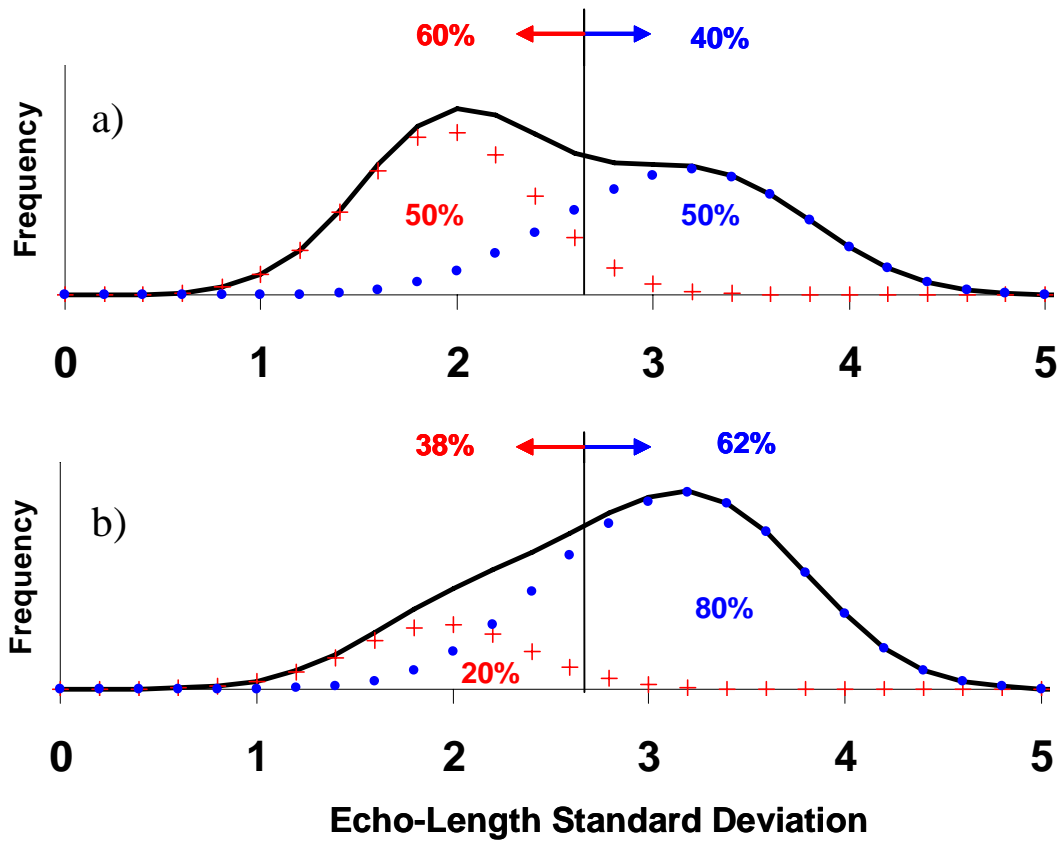 60% 40%
a)
Frequency
50% 50%
0 1 2 3 4 5
38% 62%
b)
Frequency
80%
20%
0 1 2 3 4 5
Echo-Length Standard Deviation